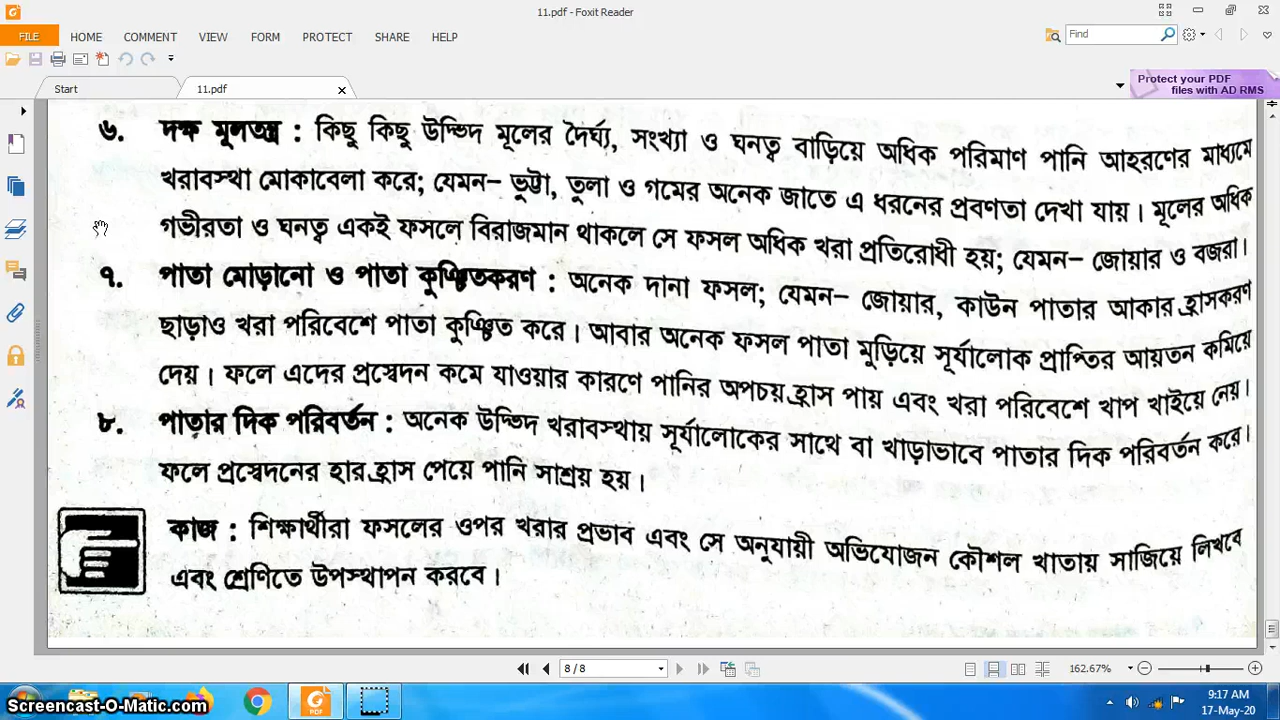 11.pdf - Foxit Reader
FILE HOME COMMENT VIEW FORM PROTECT SHARE HELP
Find
Start 11.pdf
Protect your PDF
files with AD RMS
৬. দক্ষ মূলতন্ত্র : কিছু কিছু উদ্ভিদ মূলের দৈর্ঘ্য, সংখ্যা ও ঘনত্ব বাড়িয়ে অধিক পরিমাণ পানি আহরণের মাধ্যমে
খরাবস্থা মোকাবেলা করে; যেমন- ভুট্টা, তুলা ও গমের অনেক জাতে এ ধরনের প্রবণতা দেখা যায়। মূলের অধিক
গভীরতা ও ঘনত্ব একই ফসলে বিরাজমান থাকলে সে ফসল অধিক খরা প্রতিরোধী হয়; যেমন- জোয়ার ও বজরা।
৭. পাতা মোড়ানো ও পাতা কুঞ্চিতকরণ : অনেক দানা ফসল; যেমন- জোয়ার, কাউন পাতার আকার হ্রাসকরণ
ছাড়াও খরা পরিবেশে পাতা কুঞ্চিত করে। আবার অনেক ফসল পাতা মুড়িয়ে সূর্যালোক প্রাপ্তির আয়তন কমিয়ে
দেয়। ফলে এদের প্রস্বেদন কমে যাওয়ার কারণে পানির অপচয় হ্রাস পায় এবং খরা পরিবেশে খাপ খাইয়ে নেয়।
৮. পাতার দিক পরিবর্তন : অনেক উদ্ভিদ খরাবস্থায় সূর্যালোকের সাথে বা খাড়াভাবে পাতার দিক পরিবর্তন করে।
ফলে প্রস্বেদনের হার হ্রাস পেয়ে পানি সাশ্রয় হয়।
কাজ : শিক্ষার্থীরা ফসলের ওপর খরার প্রভাব এবং সে অনুযায়ী অভিযোজন কৌশল খাতায় সাজিয়ে লিখবে
এবং শ্রেণিতে উপস্থাপন করবে।
8 / 8
162.67%
9:17 AM
17-May-20
Screencast-O-Matic.com